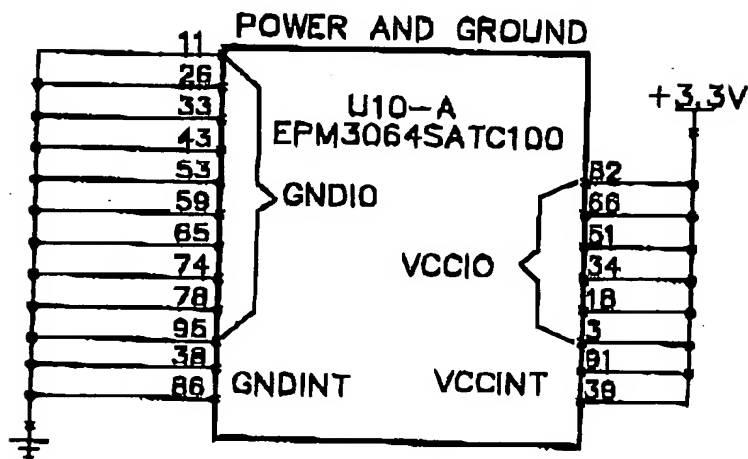 POWER AND GROUND
11
26
33
43
53
59
65
74
78
95
38
86
GNDIO
GNDINT
U10-A
EPM3064SATC100
VCCIO
VCCINT
+3.3V
82
66
51
34
18
3
91
39